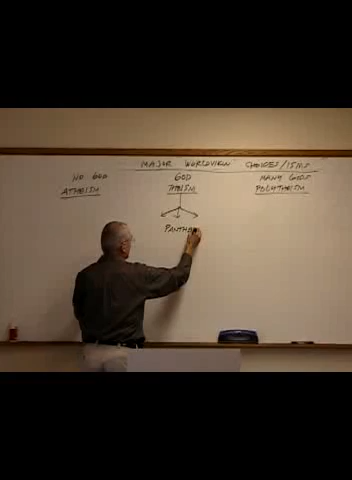 MAJOR WORLDVIEW CHOICES/ISMS
NO GOD GOD MANY GODS
ATHEISM THEISM POLYTHEISM
PANTHE